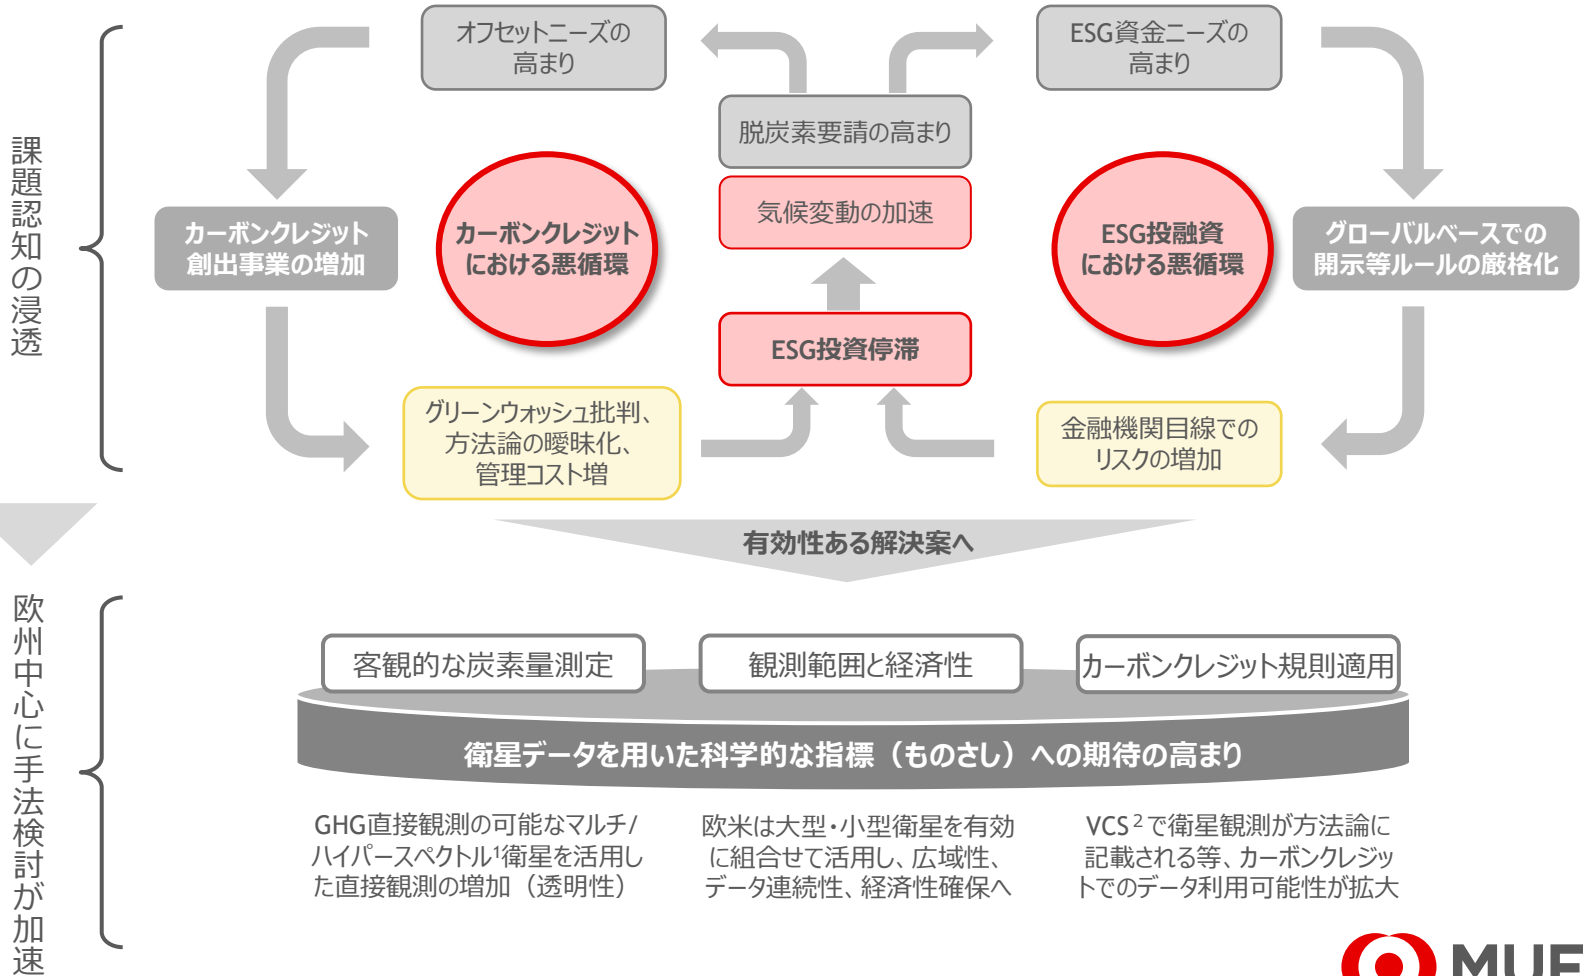 課題認知の浸透
オフセットニーズの
高まり
ESG資金ニーズの
高まり
脱炭素要請の高まり
気候変動の加速
カーボンクレジット
創出事業の増加
カーボンクレジット
における悪循環
ESG投融資
における悪循環
グローバルベースでの
開示等ルールの厳格化
ESG投資停滞
グリーンウォッシュ批判、
方法論の曖昧化、
管理コスト増
金融機関目線での
リスクの増加
有効性ある解決案へ
欧州中心に手法検討が加速
客観的な炭素量測定
観測範囲と経済性
カーボンクレジット規則適用
衛星データを用いた科学的な指標（ものさし）への期待の高まり
GHG直接観測の可能なマルチ/
ハイパースペクトル¹衛星を活用し
た直接観測の増加（透明性）
欧米は大型・小型衛星を有効
に組合せて活用し、広域性、
データ連続性、経済性確保へ
VCS²で衛星観測が方法論に
記載される等、カーボンクレジッ
トでのデータ利用可能性が拡大
MUF